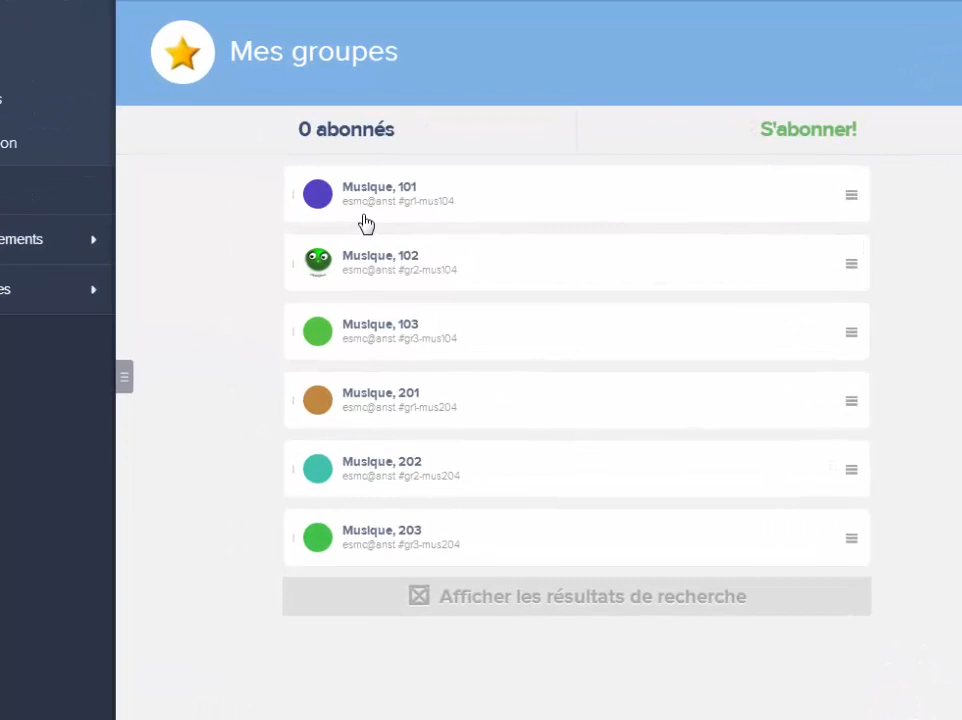 Mes groupes
0 abonnés
S'abonner!
Musique, 101
esmc@anst #gr1-mus104
Musique, 102
esmc@anst #gr2-mus104
Musique, 103
esmc@anst #gr3-mus104
Musique, 201
esmc@anst #gr1-mus204
Musique, 202
esmc@anst #gr2-mus204
Musique, 203
esmc@anst #gr3-mus204
Afficher les résultats de recherche
s
on
ements
es